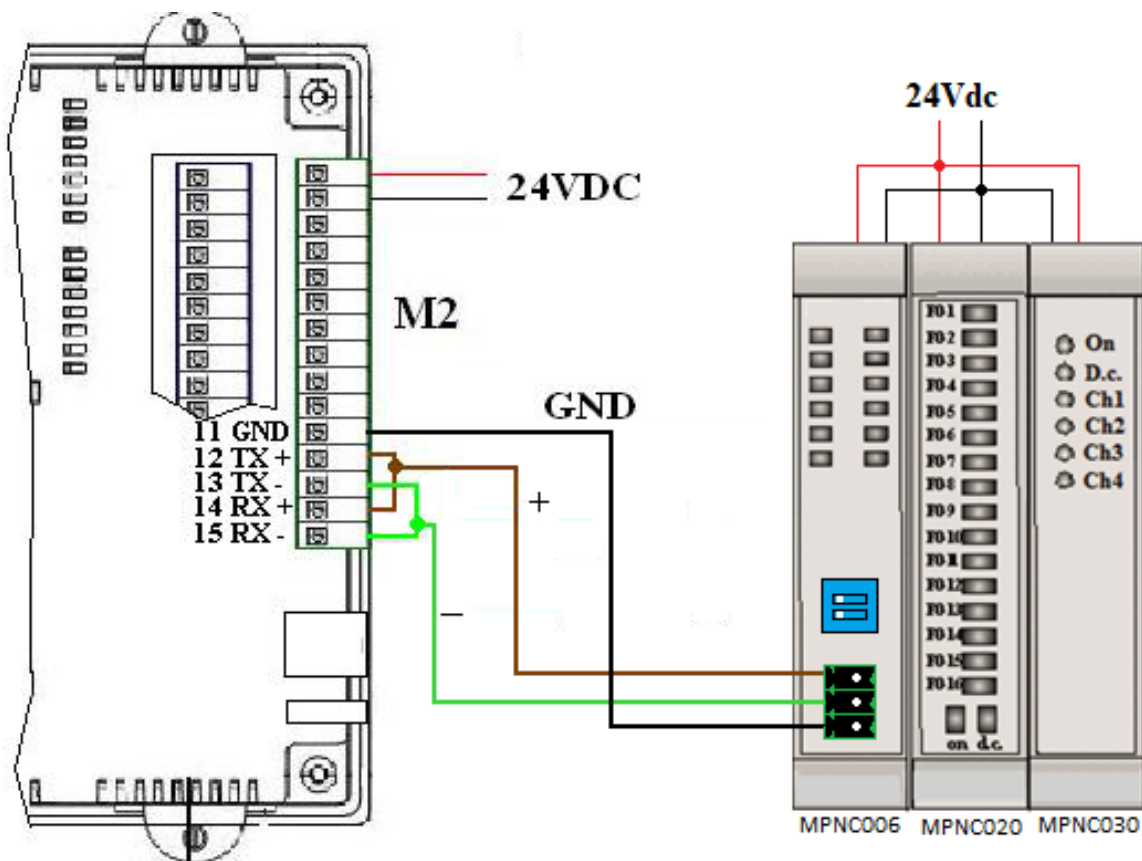 24VDC
M2
GND
11 GND
12 TX +
13 TX -
14 RX +
15 RX -
+
−
24Vdc
F01
F02
F03
F04
F05
F06
F07
F08
F09
F010
F011
F012
F013
F014
F015
F016
on d.c.
On
D.c.
Ch1
Ch2
Ch3
Ch4
MPNC006 MPNC020 MPNC030